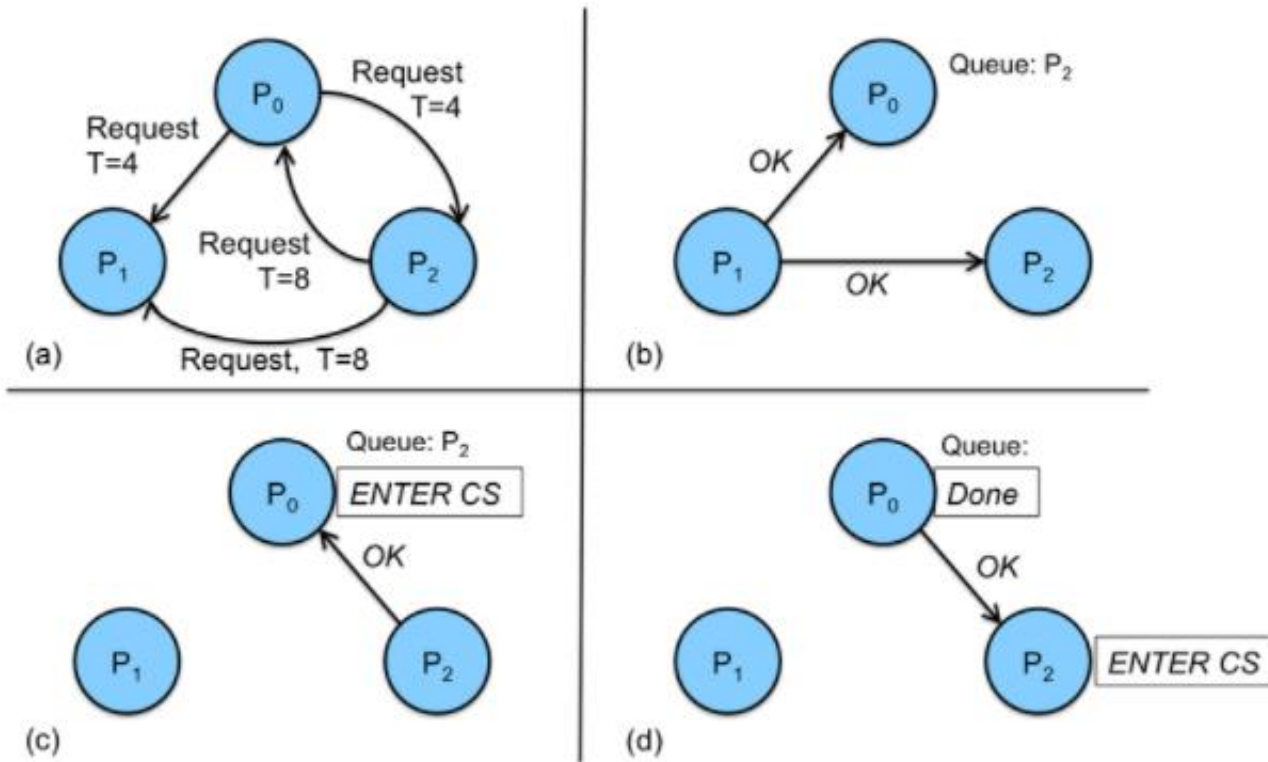 P₀
Request
T=4
Request
T=4
P₁
Request
T=8
P₂
Request, T=8
(a)
P₀
Queue: P₂
OK
P₁
OK
P₂
(b)
Queue: P₂
P₀
ENTER CS
OK
P₁
P₂
(c)
Queue:
P₀
Done
OK
P₁
P₂
ENTER CS
(d)